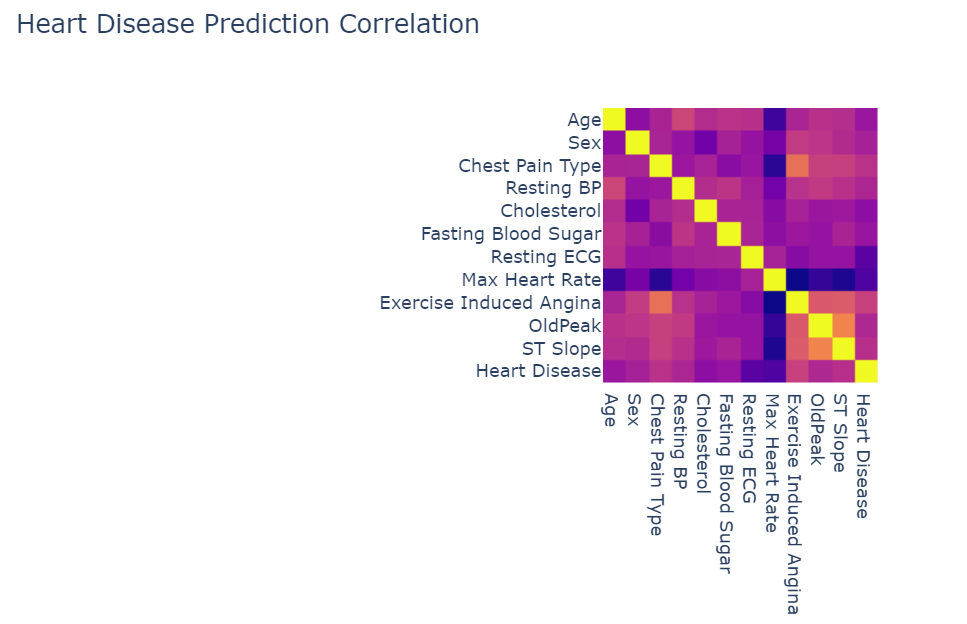 Heart Disease Prediction Correlation
Age
Sex
Chest Pain Type
Resting BP
Cholesterol
Fasting Blood Sugar
Resting ECG
Max Heart Rate
Exercise Induced Angina
OldPeak
ST Slope
Heart Disease
Age
Sex
Chest Pain Type
Resting BP
Cholesterol
Fasting Blood Sugar
Resting ECG
Max Heart Rate
Exercise Induced Angina
OldPeak
ST Slope
Heart Disease